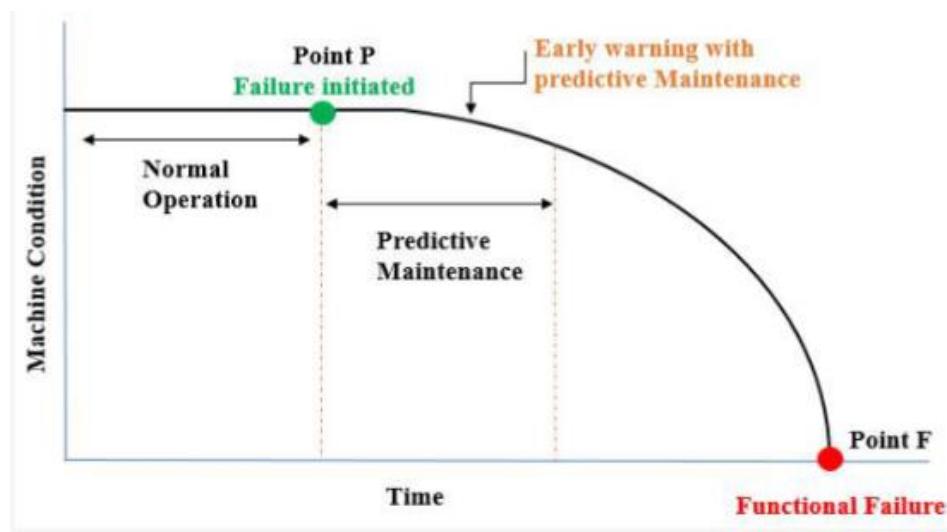 Point P
Failure initiated
Early warning with
predictive Maintenance
Normal
Operation
Predictive
Maintenance
Machine Condition
Point F
Time
Functional Failure